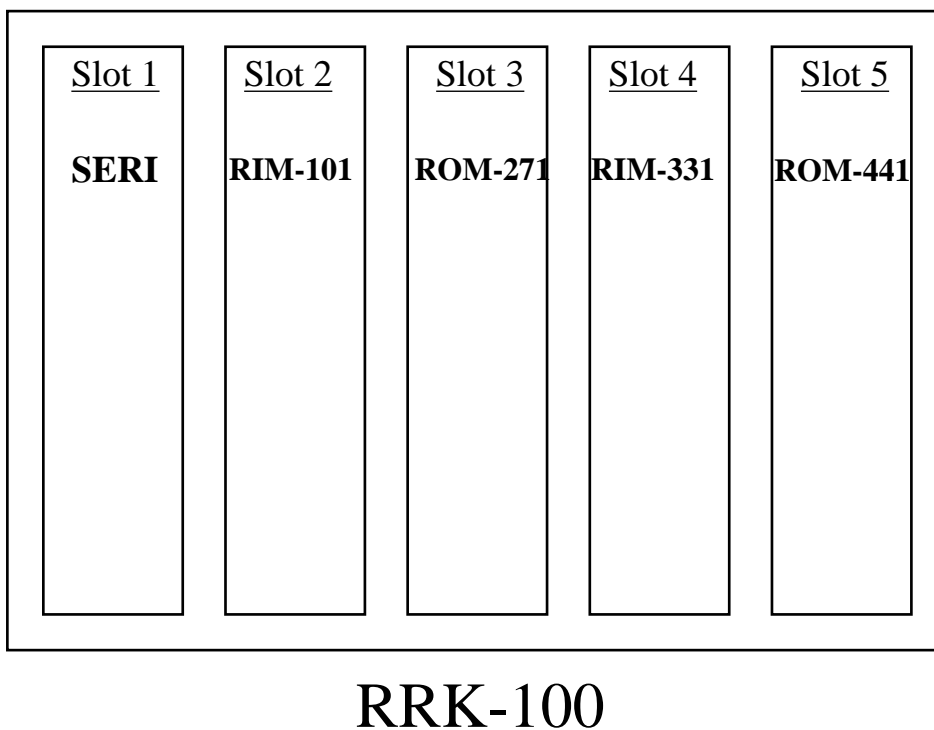 Slot 1 Slot 2 Slot 3 Slot 4 Slot 5
SERI RIM-101 ROM-271 RIM-331 ROM-441
RRK-100